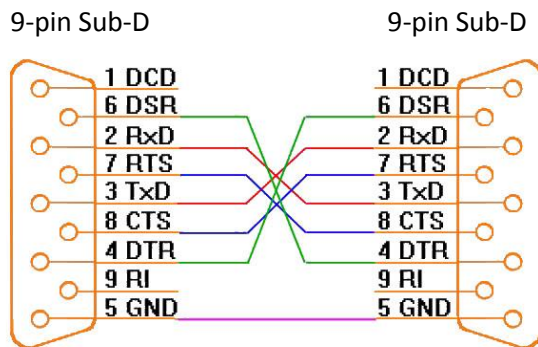 9-pin Sub-D
9-pin Sub-D
1 DCD
6 DSR
2 RxD
7 RTS
3 TxD
8 CTS
4 DTR
9 RI
5 GND
1 DCD
6 DSR
2 RxD
7 RTS
3 TxD
8 CTS
4 DTR
9 RI
5 GND